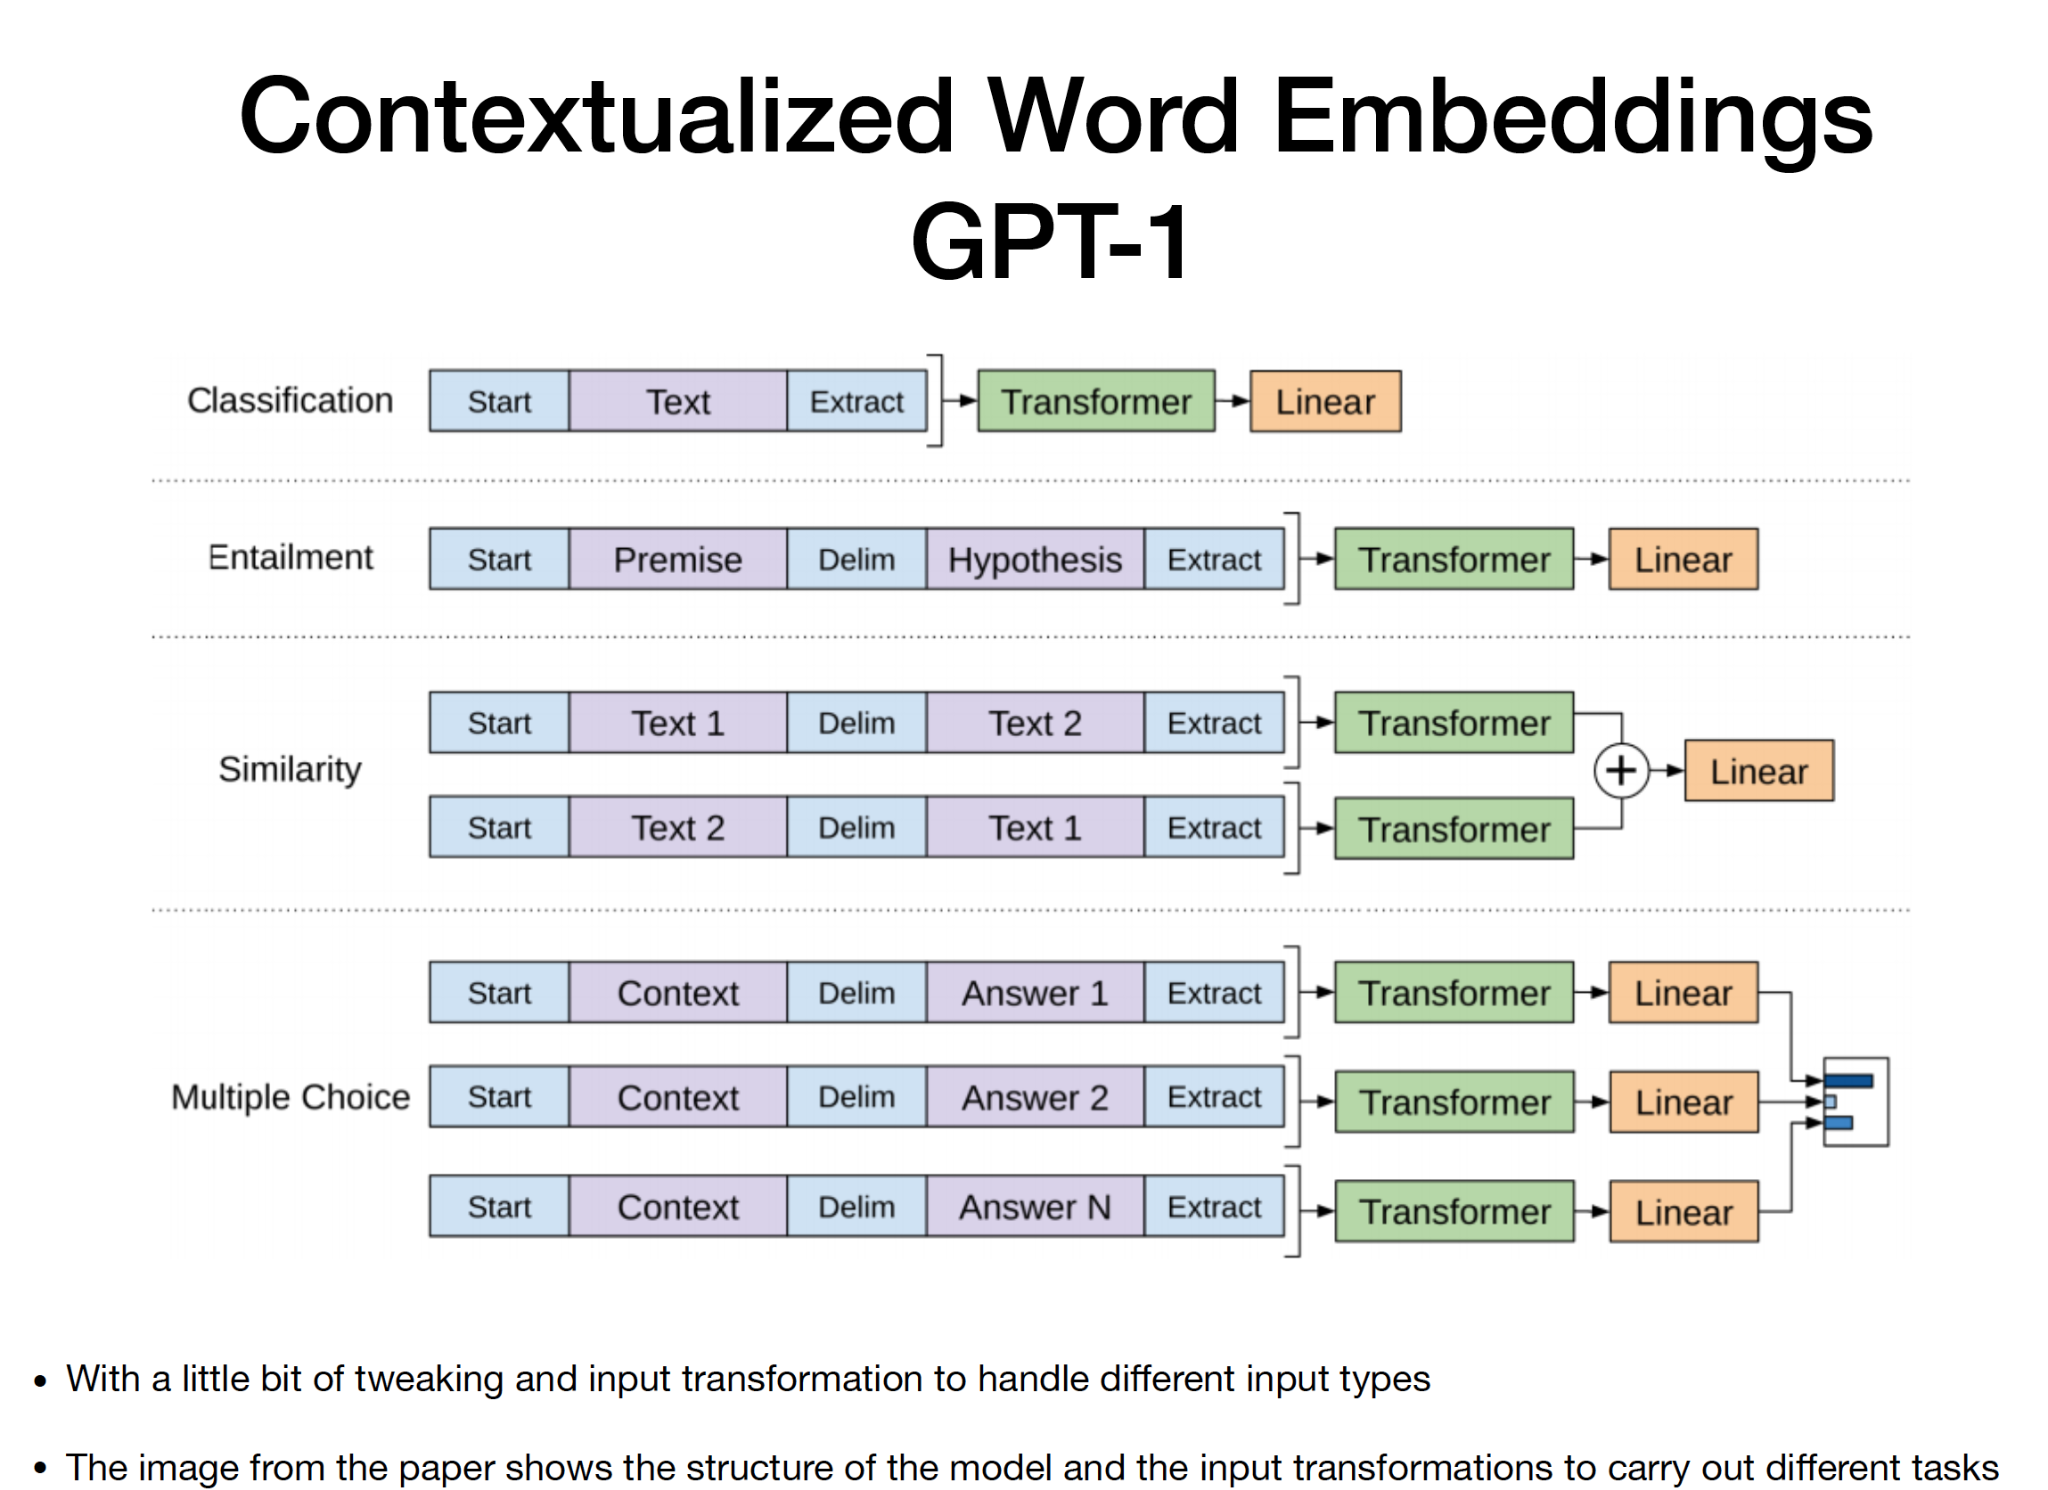 Contextualized Word Embeddings
GPT-1
Classification Start Text Extract Transformer Linear
Entailment Start Premise Delim Hypothesis Extract Transformer Linear
Start Text 1 Delim Text 2 Extract Transformer
Similarity + Linear
Start Text 2 Delim Text 1 Extract Transformer
Start Context Delim Answer 1 Extract Transformer Linear
Multiple Choice Start Context Delim Answer 2 Extract Transformer Linear
Start Context Delim Answer N Extract Transformer Linear
• With a little bit of tweaking and input transformation to handle different input types
• The image from the paper shows the structure of the model and the input transformations to carry out different tasks